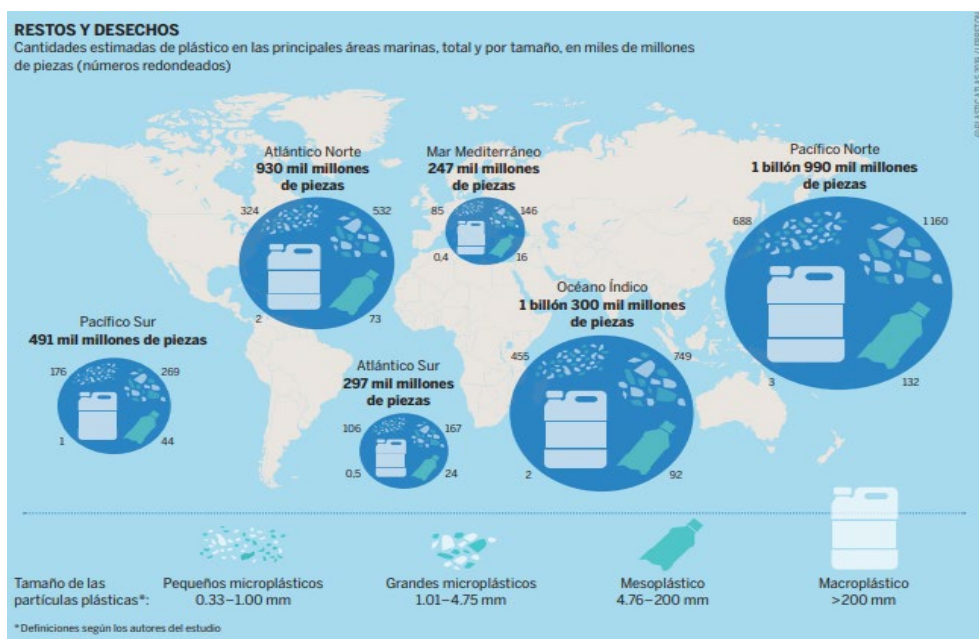 RESTOS Y DESECHOS
Cantidades estimadas de plástico en las principales áreas marinas, total y por tamaño, en miles de millones
de piezas (números redondeados)
Atlántico Norte
930 mil millones
de piezas
324
532
2
73
Mar Mediterráneo
247 mil millones
de piezas
85
146
0,4
16
Pacífico Norte
1 billón 990 mil millones
de piezas
688
1 160
3
132
Océano Índico
1 billón 300 mil millones
de piezas
455
749
2
92
Pacífico Sur
491 mil millones de piezas
176
269
1
44
Atlántico Sur
297 mil millones
de piezas
106
167
0,5
24
Tamaño de las
partículas plásticas*:
Pequeños microplásticos
0.33–1.00 mm
Grandes microplásticos
1.01–4.75 mm
Mesoplástico
4.76–200 mm
Macroplástico
>200 mm
*Definiciones según los autores del estudio